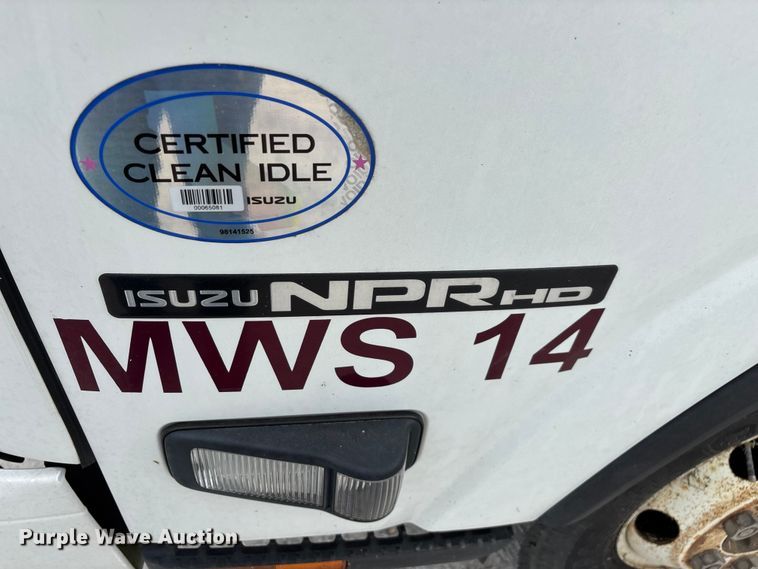 CERTIFIED
CLEAN IDLE
00065081
ISUZU
98141525
ISUZU NPR HD
MWS 14
Purple Wave Auction